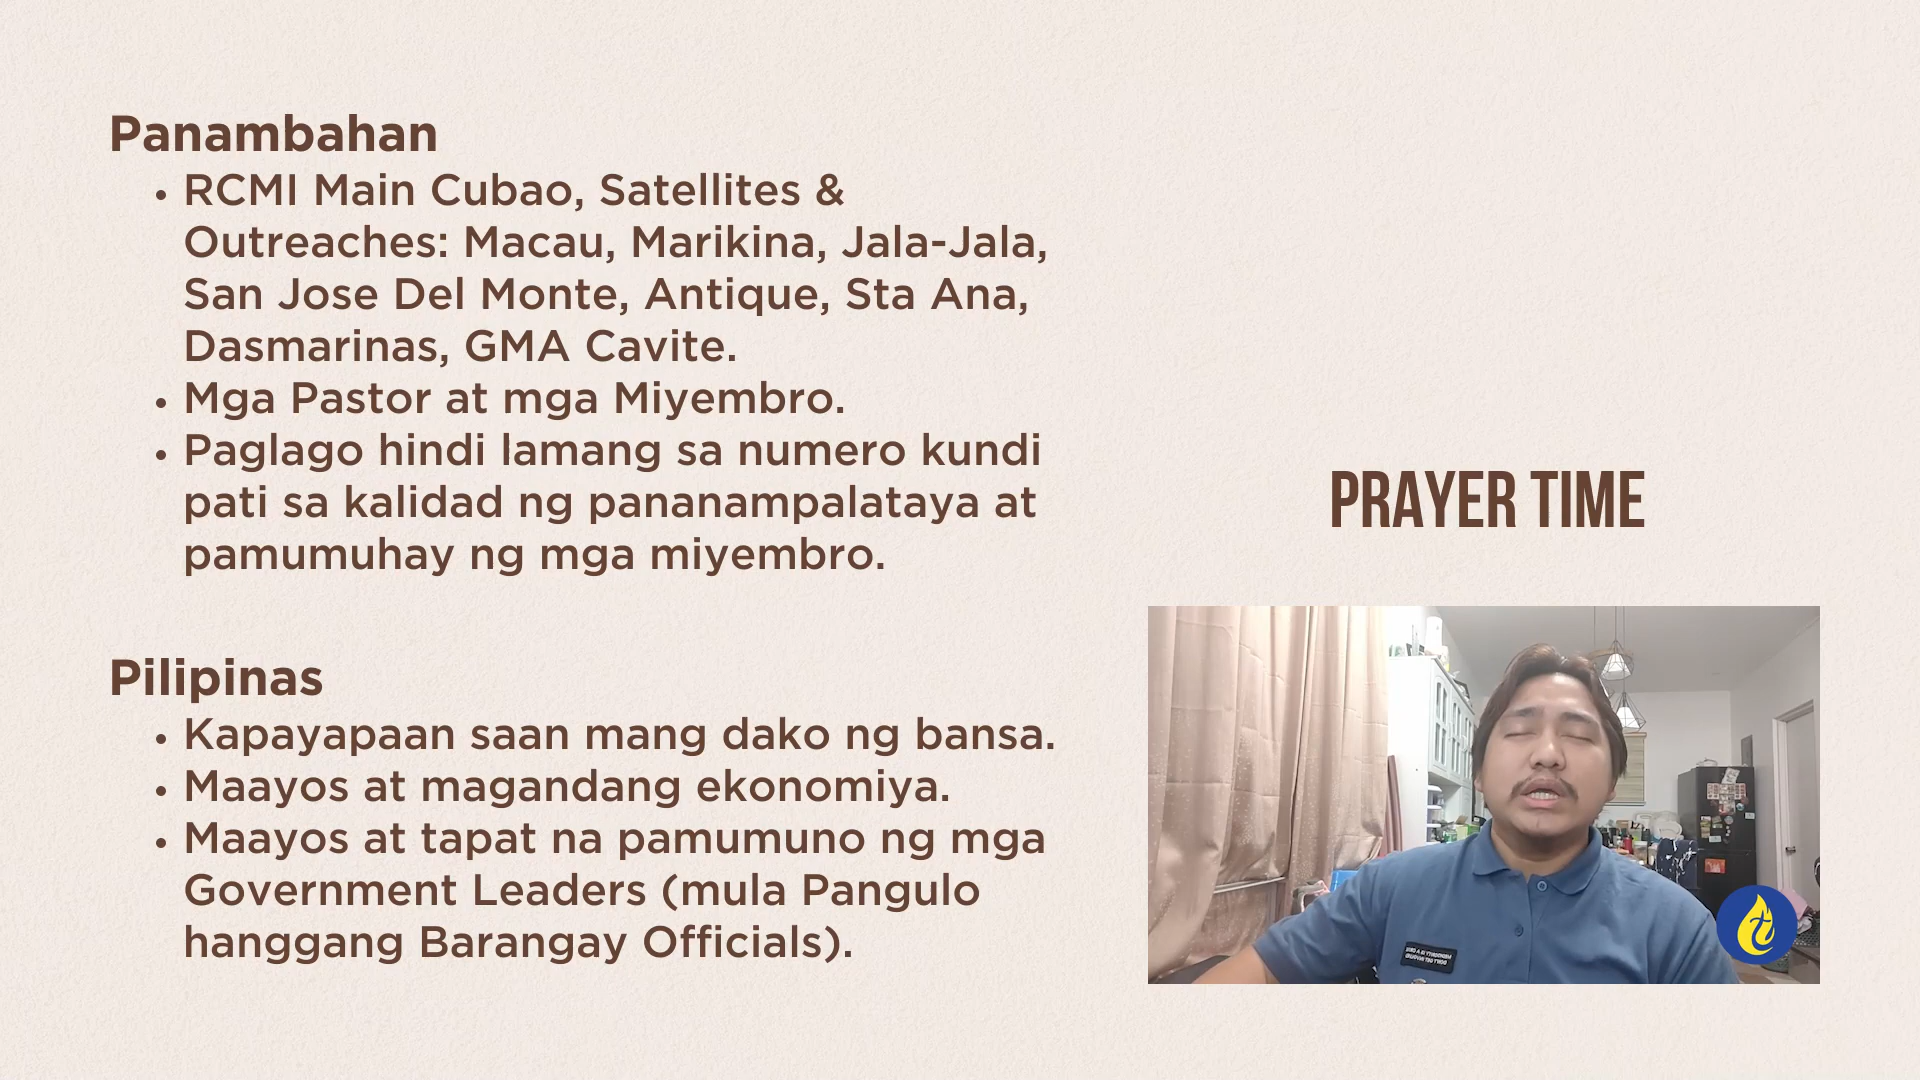 Panambahan
• RCMI Main Cubao, Satellites &
Outreaches: Macau, Marikina, Jala-Jala,
San Jose Del Monte, Antique, Sta Ana,
Dasmarinas, GMA Cavite.
• Mga Pastor at mga Miyembro.
• Paglago hindi lamang sa numero kundi
pati sa kalidad ng pananampalataya at
pamumuhay ng mga miyembro.
Pilipinas
• Kapayapaan saan mang dako ng bansa.
• Maayos at magandang ekonomiya.
• Maayos at tapat na pamumuno ng mga
Government Leaders (mula Pangulo
hanggang Barangay Officials).
PRAYER TIME